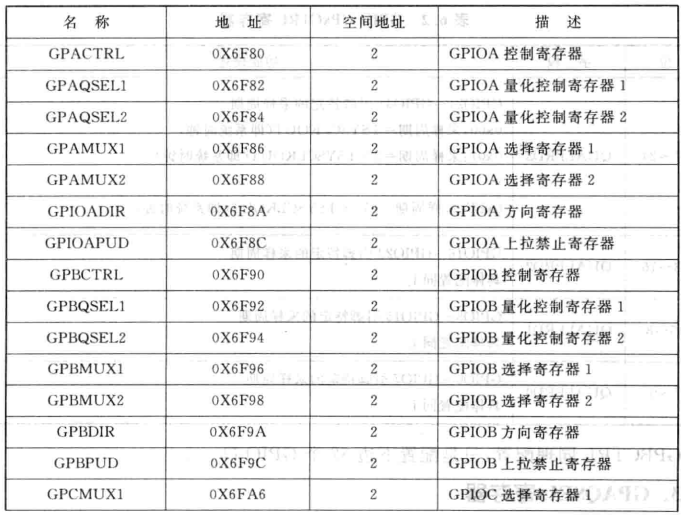 名 称 地 址 空间地址 描 述
GPACTRL 0X6F80 2 GPIOA 控制寄存器
GPAQSEL1 0X6F82 2 GPIOA 量化控制寄存器 1
GPAQSEL2 0X6F84 2 GPIOA 量化控制寄存器 2
GPAMUX1 0X6F86 2 GPIOA 选择寄存器 1
GPAMUX2 0X6F88 2 GPIOA 选择寄存器 2
GPIOADIR 0X6F8A 2 GPIOA 方向寄存器
GPIOAPUD 0X6F8C 2 GPIOA 上拉禁止寄存器
GPBCTRL 0X6F90 2 GPIOB 控制寄存器
GPBQSEL1 0X6F92 2 GPIOB 量化控制寄存器 1
GPBQSEL2 0X6F94 2 GPIOB 量化控制寄存器 2
GPBMUX1 0X6F96 2 GPIOB 选择寄存器 1
GPBMUX2 0X6F98 2 GPIOB 选择寄存器 2
GPBDIR 0X6F9A 2 GPIOB 方向寄存器
GPBPUD 0X6F9C 2 GPIOB 上拉禁止寄存器
GPCMUX1 0X6FA6 2 GPIOC 选择寄存器 1